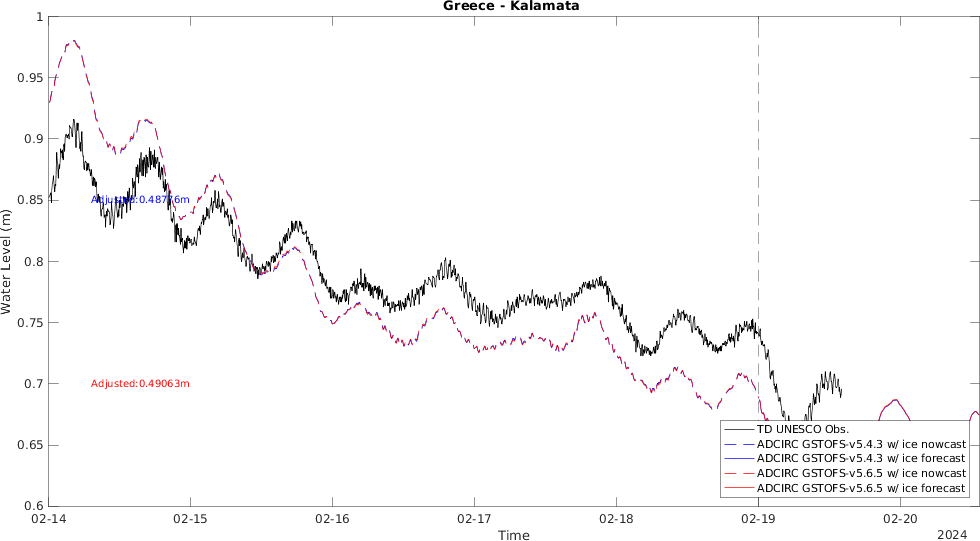 Greece - Kalamata
1
0.95
0.9
0.85
0.8
0.75
0.7
0.65
0.6
Water Level (m)
Adjusted:0.48776m
Adjusted:0.49063m
TD UNESCO Obs.
ADCIRC GSTOFS-v5.4.3 w/ ice nowcast
ADCIRC GSTOFS-v5.4.3 w/ ice forecast
ADCIRC GSTOFS-v5.6.5 w/ ice nowcast
ADCIRC GSTOFS-v5.6.5 w/ ice forecast
02-14 02-15 02-16 02-17 02-18 02-19 02-20
Time
2024